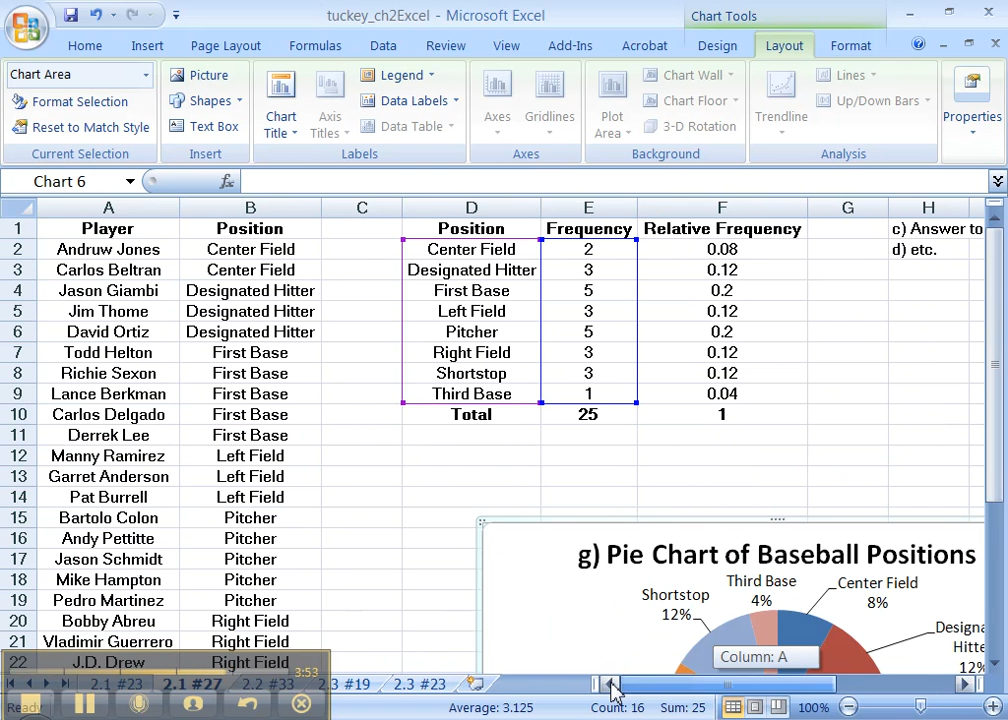 tuckey_ch2Excel - Microsoft Excel
Chart Tools
Home Insert Page Layout Formulas Data Review View Add-Ins Acrobat Design Layout Format
Chart Area
Format Selection
Reset to Match Style
Current Selection
Picture
Shapes
Text Box
Insert
Chart Title
Axis Titles
Legend
Data Labels
Data Table
Labels
Axes
Gridlines
Axes
Plot Area
Chart Wall
Chart Floor
3-D Rotation
Background
Trendline
Lines
Up/Down Bars
Analysis
Properties
Chart 6
fx
A B C D E F G H
1 Player Position Position Frequency Relative Frequency c) Answer to
2 Andruw Jones Center Field Center Field 2 0.08 d) etc.
3 Carlos Beltran Center Field Designated Hitter 3 0.12
4 Jason Giambi Designated Hitter First Base 5 0.2
5 Jim Thome Designated Hitter Left Field 3 0.12
6 David Ortiz Designated Hitter Pitcher 5 0.2
7 Todd Helton First Base Right Field 3 0.12
8 Richie Sexon First Base Shortstop 3 0.12
9 Lance Berkman First Base Third Base 1 0.04
10 Carlos Delgado First Base Total 25 1
11 Derrek Lee First Base
12 Manny Ramirez Left Field
13 Garret Anderson Left Field
14 Pat Burrell Left Field
15 Bartolo Colon Pitcher
16 Andy Pettitte Pitcher
17 Jason Schmidt Pitcher
18 Mike Hampton Pitcher
19 Pedro Martinez Pitcher
20 Bobby Abreu Right Field
21 Vladimir Guerrero Right Field
22 J.D. Drew Right Field
g) Pie Chart of Baseball Positions
Third Base
4%
Center Field
8%
Shortstop
12%
Designa
Hitte
12%
Column: A
3:53
2.1 #23 2.1 #27 2.2 #33 2.3 #19 2.3 #23
Ready Average: 3.125 Count: 16 Sum: 25 100%